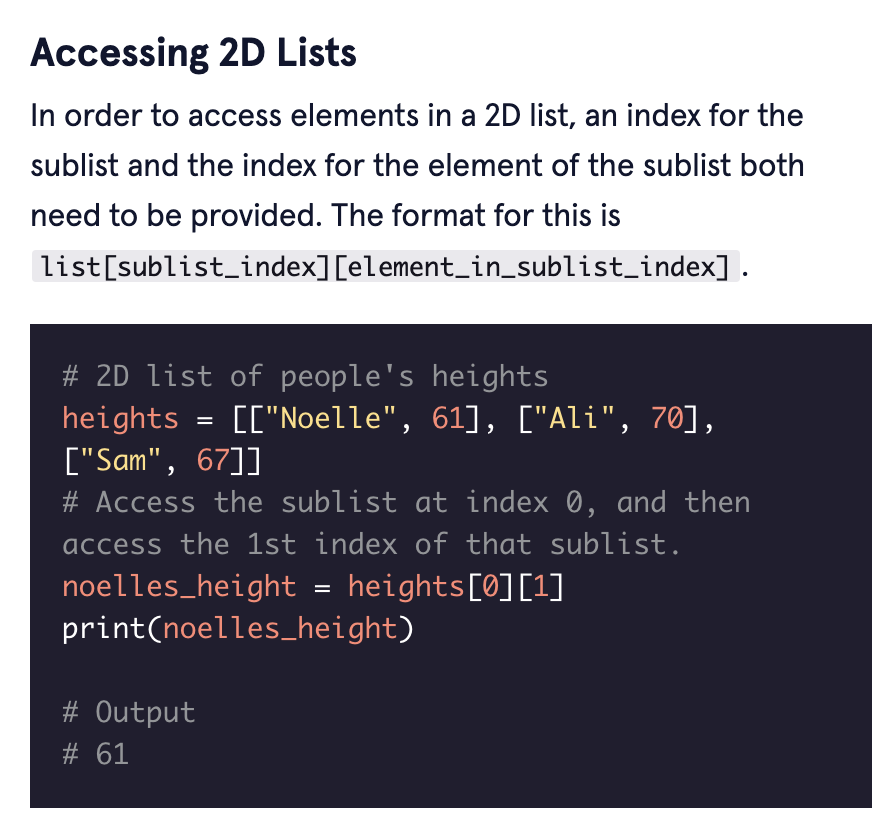 Accessing 2D Lists
In order to access elements in a 2D list, an index for the
sublist and the index for the element of the sublist both
need to be provided. The format for this is
list[sublist_index][element_in_sublist_index].
# 2D list of people's heights
heights = [["Noelle", 61], ["Ali", 70],
["Sam", 67]]
# Access the sublist at index 0, and then
access the 1st index of that sublist.
noelles_height = heights[0][1]
print(noelles_height)
# Output
# 61